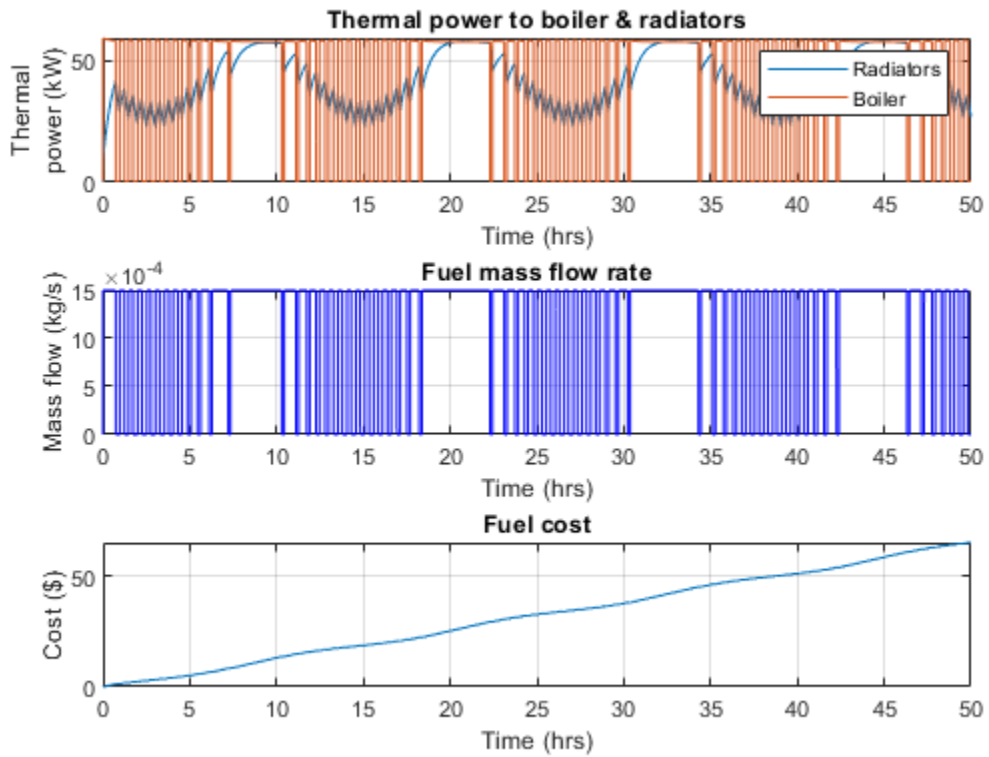 Thermal power to boiler & radiators
Thermal
power (kW)
50
0
Radiators
Boiler
0 5 10 15 20 25 30 35 40 45 50
Time (hrs)
×10⁻⁴
Fuel mass flow rate
Mass flow (kg/s)
15
10
5
0
0 5 10 15 20 25 30 35 40 45 50
Time (hrs)
Fuel cost
Cost ($)
50
0
0 5 10 15 20 25 30 35 40 45 50
Time (hrs)